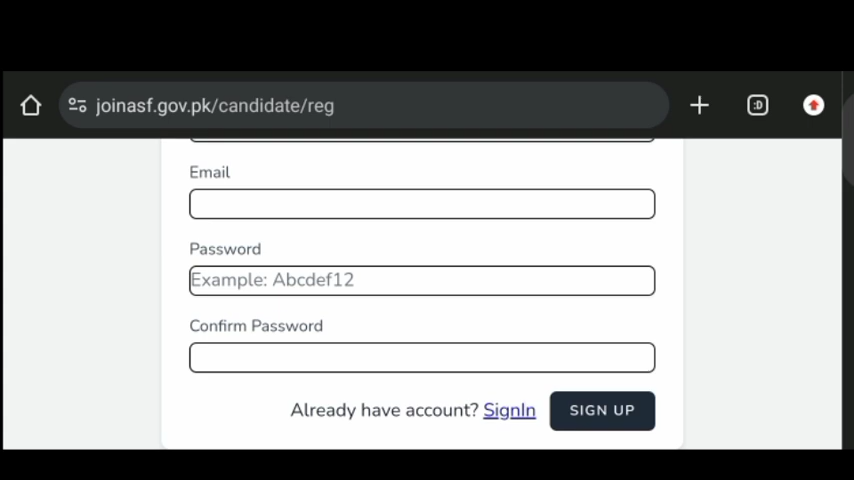 joinasf.gov.pk/candidate/reg
:D
Email
Password
Example: Abcdef12
Confirm Password
Already have account? SignIn SIGN UP